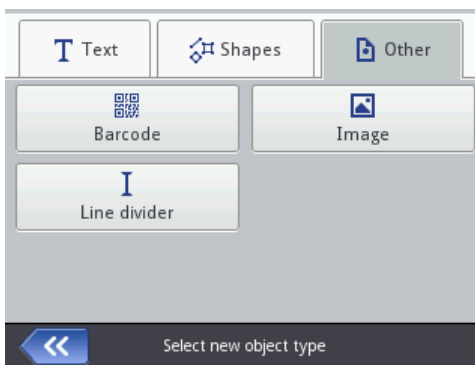 Text
Shapes
Other
Barcode
Image
Line divider
Select new object type